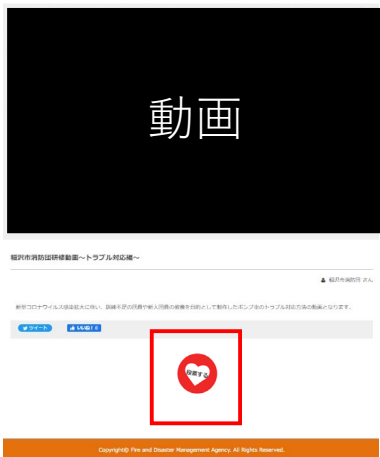 動画
稲沢市消防団研修動画～トラブル対応編～
稲沢市消防団 さん
新型コロナウイルス感染拡大に伴い、訓練不足の団員や新入団員の教養を目的として制作したポンプ車のトラブル対応方法の動画となります。
ツイート いいね! 0
投票する
Copyright© Fire and Disaster Management Agency. All Rights Reserved.